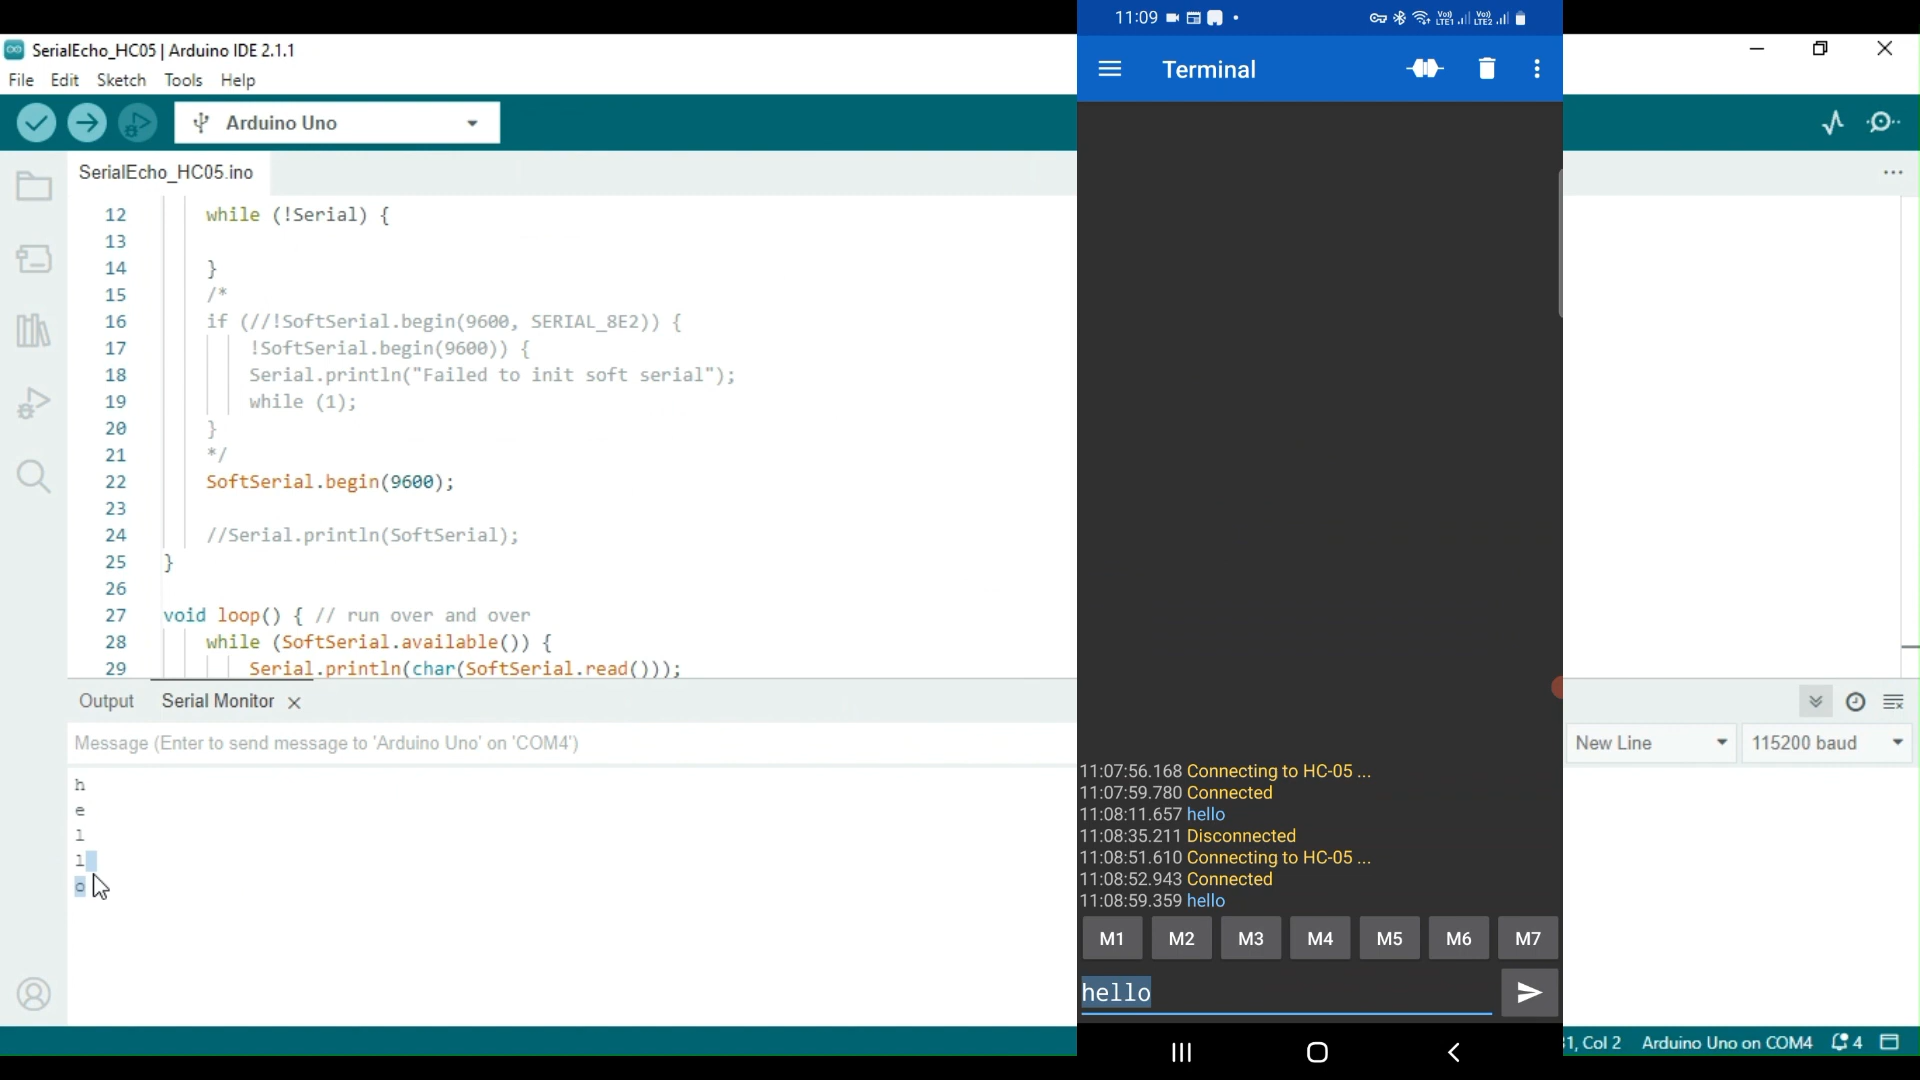 SerialEcho_HC05 | Arduino IDE 2.1.1
File Edit Sketch Tools Help
Arduino Uno
SerialEcho_HC05.ino
12 while (!Serial) {
13
14 }
15 /*
16 if (//!SoftSerial.begin(9600, SERIAL_8E2)) {
17 !SoftSerial.begin(9600)) {
18 Serial.println("Failed to init soft serial");
19 while (1);
20 }
21 */
22 SoftSerial.begin(9600);
23
24 //Serial.println(SoftSerial);
25 }
26
27 void loop() { // run over and over
28 while (SoftSerial.available()) {
29 Serial.println(char(SoftSerial.read()));
Output Serial Monitor
Message (Enter to send message to 'Arduino Uno' on 'COM4')
New Line 115200 baud
h
e
l
l
o
11:09
Vo)) LTE1 Vo)) LTE2
Terminal
11:07:56.168 Connecting to HC-05 ...
11:07:59.780 Connected
11:08:11.657 hello
11:08:35.211 Disconnected
11:08:51.610 Connecting to HC-05 ...
11:08:52.943 Connected
11:08:59.359 hello
M1 M2 M3 M4 M5 M6 M7
hello
1, Col 2 Arduino Uno on COM4 4